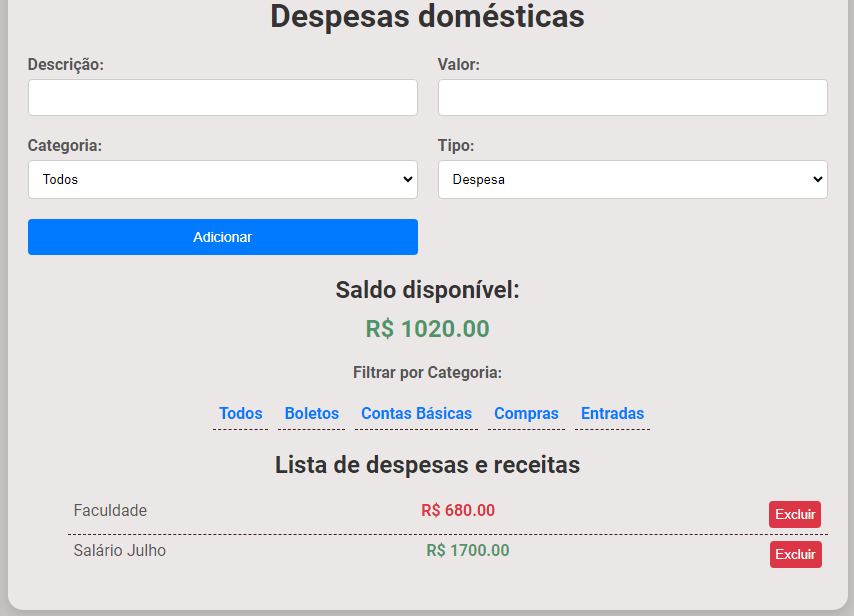 Despesas domésticas
Descrição: Valor:
Categoria: Tipo:
Todos Despesa
Adicionar
Saldo disponível:
R$ 1020.00
Filtrar por Categoria:
Todos Boletos Contas Básicas Compras Entradas
Lista de despesas e receitas
Faculdade R$ 680.00 Excluir
Salário Julho R$ 1700.00 Excluir